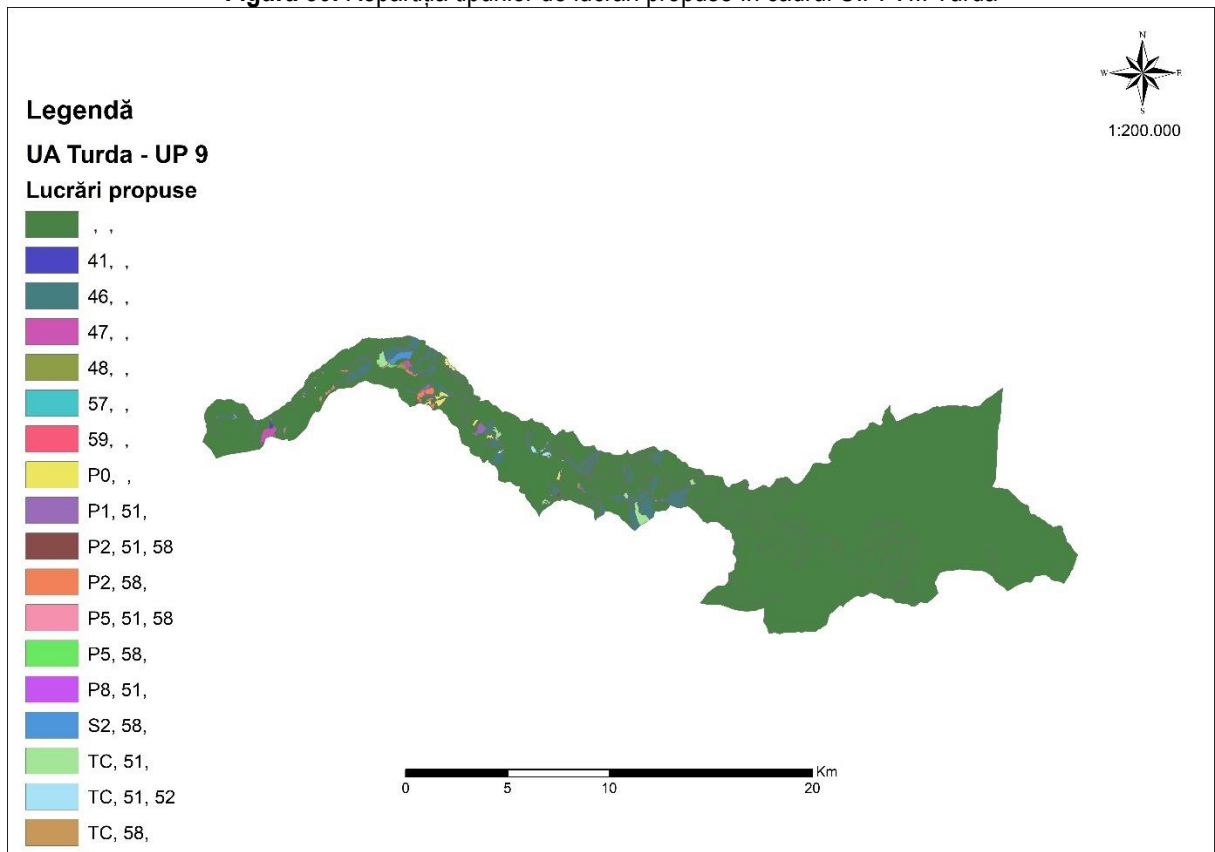 N
W E
S
1:200.000
Legendă
UA Turda - UP 9
Lucrări propuse
, ,
41, ,
46, ,
47, ,
48, ,
57, ,
59, ,
P0, ,
P1, 51,
P2, 51, 58
P2, 58,
P5, 51, 58
P5, 58,
P8, 51,
S2, 58,
TC, 51,
TC, 51, 52
TC, 58,
Km
0 5 10 20